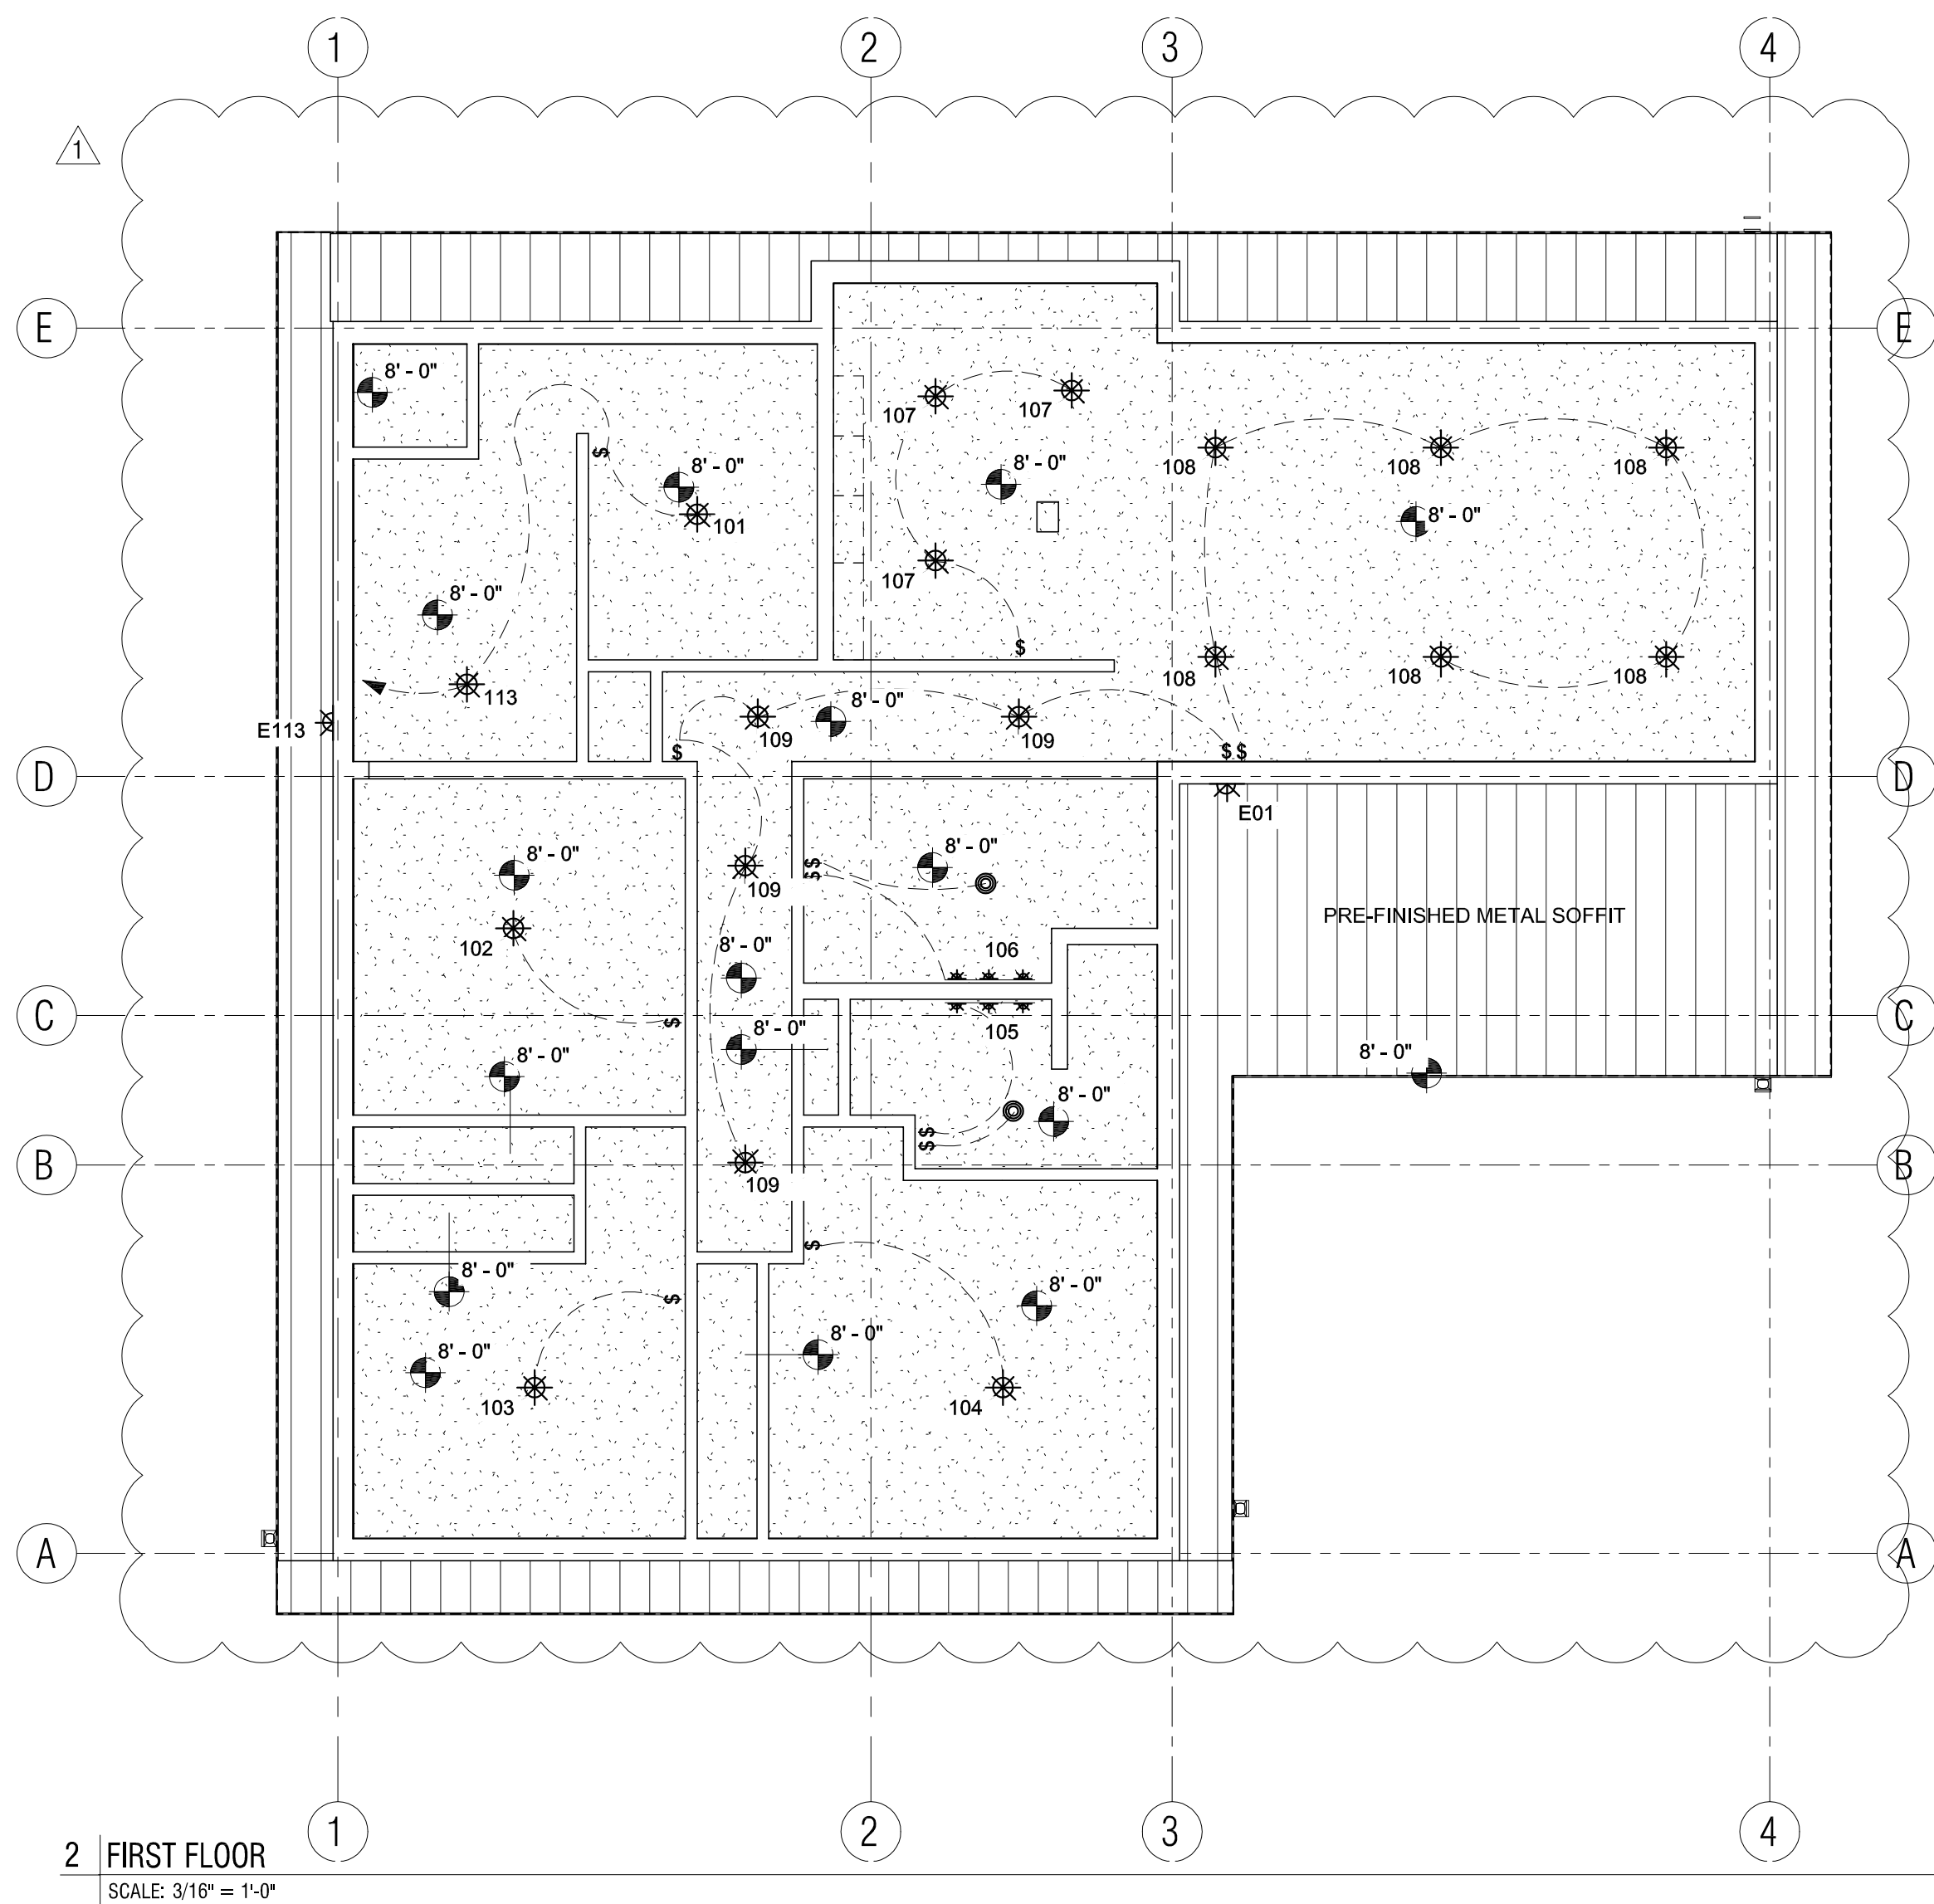 1 2 3 4
1
E E
8' - 0"
107 107
8' - 0" 8' - 0"
108 108 108
$
101
8' - 0"
107
8' - 0"
$
108 108 108
113
8' - 0"
E113
109 109
$ $ $
D D
E01
8' - 0" 8' - 0"
$
$
109
PRE-FINISHED METAL SOFFIT
102
8' - 0"
106
C C
$
105
8' - 0"
8' - 0"
8' - 0"
8' - 0"
$
$
B B
109
$
8' - 0"
$
8' - 0"
8' - 0"
8' - 0"
103 104
A A
1 2 3 4
2 FIRST FLOOR
SCALE: 3/16" = 1'-0"